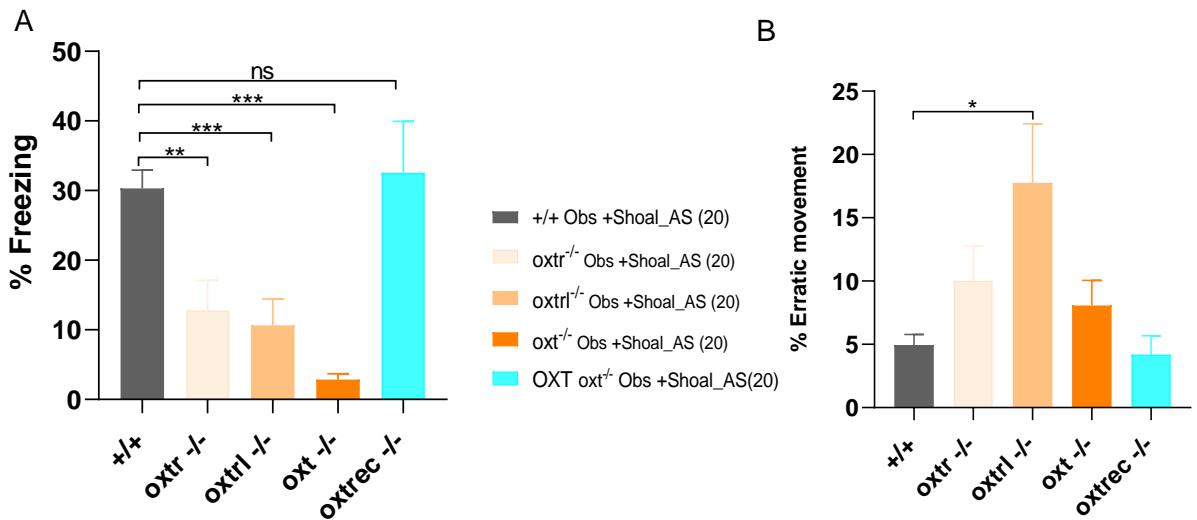 A
% Freezing
50
40
30
20
10
0
ns
***
***
**
+/+
oxtr -/-
oxtrl -/-
oxt -/-
oxtrec -/-
+/+ Obs +Shoal_AS (20)
oxtr-/- Obs +Shoal_AS (20)
oxtrl-/- Obs +Shoal_AS (20)
oxt-/- Obs +Shoal_AS (20)
OXT oxt-/- Obs +Shoal_AS(20)
B
% Erratic movement
25
20
15
10
5
0
*
+/+
oxtr -/-
oxtrl -/-
oxt -/-
oxtrec -/-